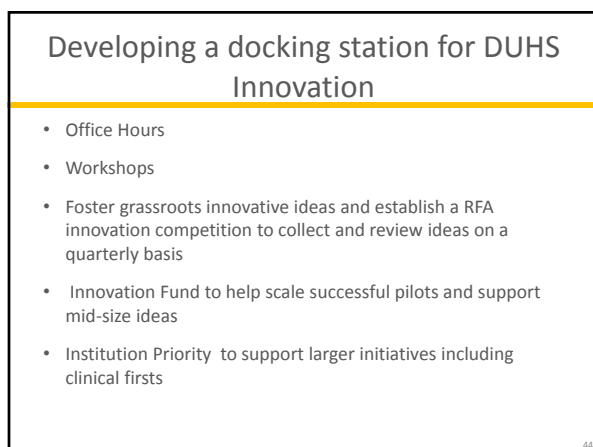 Developing a docking station for DUHS
Innovation
• Office Hours
• Workshops
• Foster grassroots innovative ideas and establish a RFA
innovation competition to collect and review ideas on a
quarterly basis
• Innovation Fund to help scale successful pilots and support
mid-size ideas
• Institution Priority to support larger initiatives including
clinical firsts
44